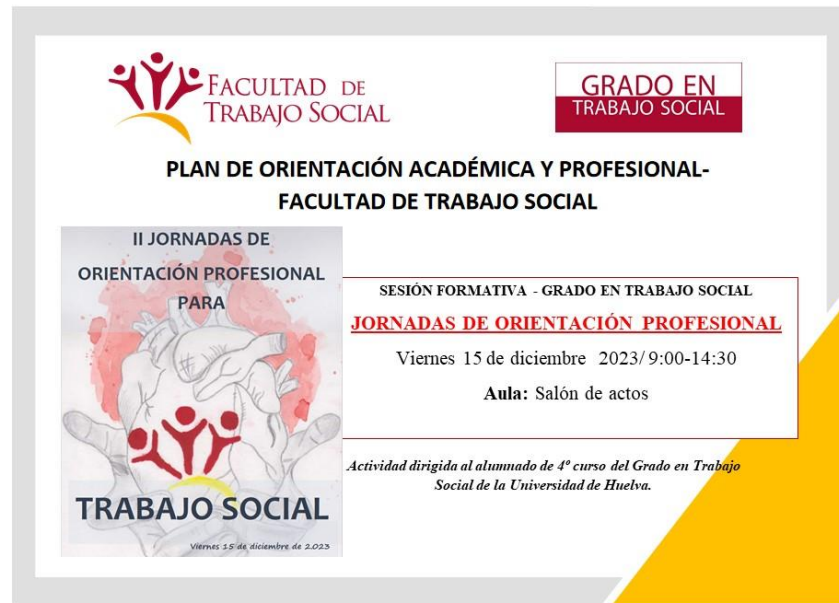 FACULTAD DE
TRABAJO SOCIAL
GRADO EN
TRABAJO SOCIAL
PLAN DE ORIENTACIÓN ACADÉMICA Y PROFESIONAL-
FACULTAD DE TRABAJO SOCIAL
II JORNADAS DE
ORIENTACIÓN PROFESIONAL
PARA
TRABAJO SOCIAL
Viernes 15 de diciembre de 2.023
SESIÓN FORMATIVA - GRADO EN TRABAJO SOCIAL
JORNADAS DE ORIENTACIÓN PROFESIONAL
Viernes 15 de diciembre 2023/ 9:00-14:30
Aula: Salón de actos
Actividad dirigida al alumnado de 4º curso del Grado en Trabajo
Social de la Universidad de Huelva.